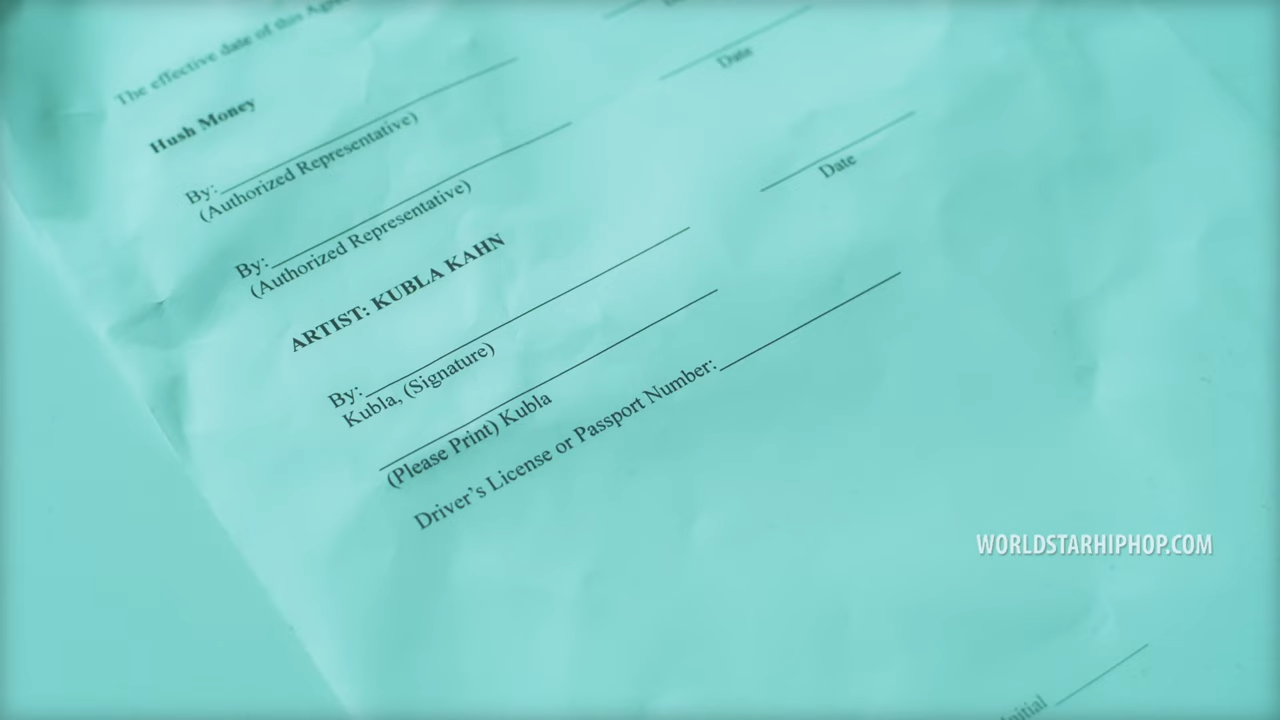 The effective date of this Agre
Hush Money
By:
(Authorized Representative)
Date
By:
(Authorized Representative)
Date
ARTIST: KUBLA KAHN
By:
Kubla, (Signature)
(Please Print) Kubla
Driver's License or Passport Number:
WORLDSTARHIPHOP.COM
Initial